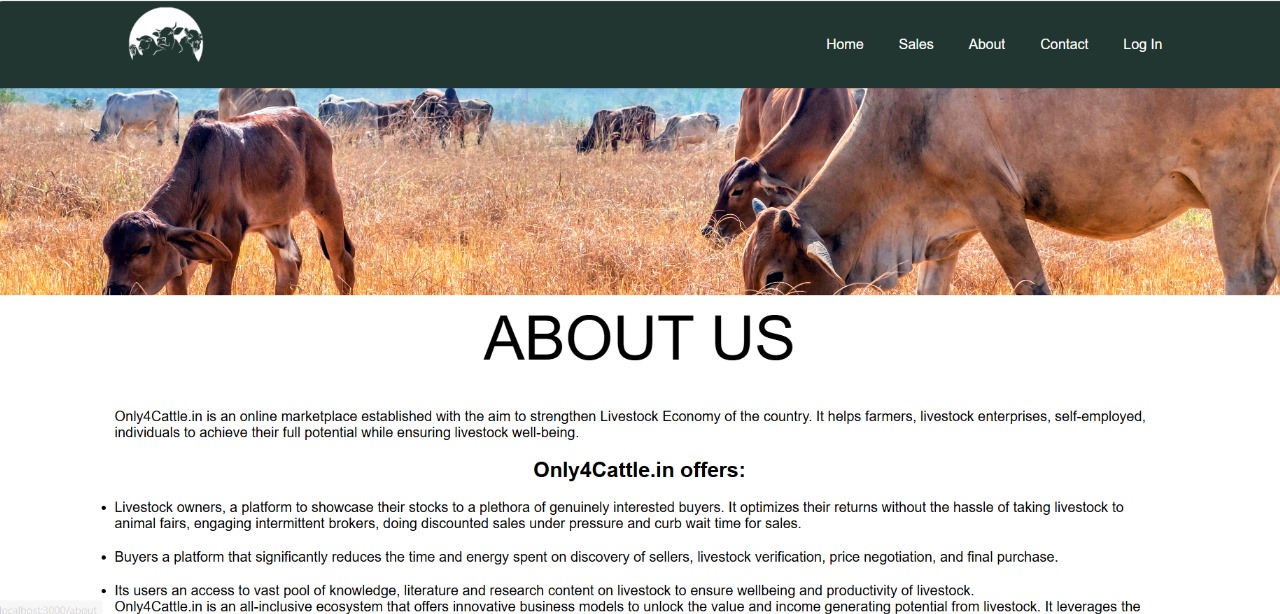 Home Sales About Contact Log In
ABOUT US
Only4Cattle.in is an online marketplace established with the aim to strengthen Livestock Economy of the country. It helps farmers, livestock enterprises, self-employed,
individuals to achieve their full potential while ensuring livestock well-being.
Only4Cattle.in offers:
• Livestock owners, a platform to showcase their stocks to a plethora of genuinely interested buyers. It optimizes their returns without the hassle of taking livestock to
animal fairs, engaging intermittent brokers, doing discounted sales under pressure and curb wait time for sales.
• Buyers a platform that significantly reduces the time and energy spent on discovery of sellers, livestock verification, price negotiation, and final purchase.
• Its users an access to vast pool of knowledge, literature and research content on livestock to ensure wellbeing and productivity of livestock.
Only4Cattle.in is an all-inclusive ecosystem that offers innovative business models to unlock the value and income generating potential from livestock. It leverages the
localhost:3000/about